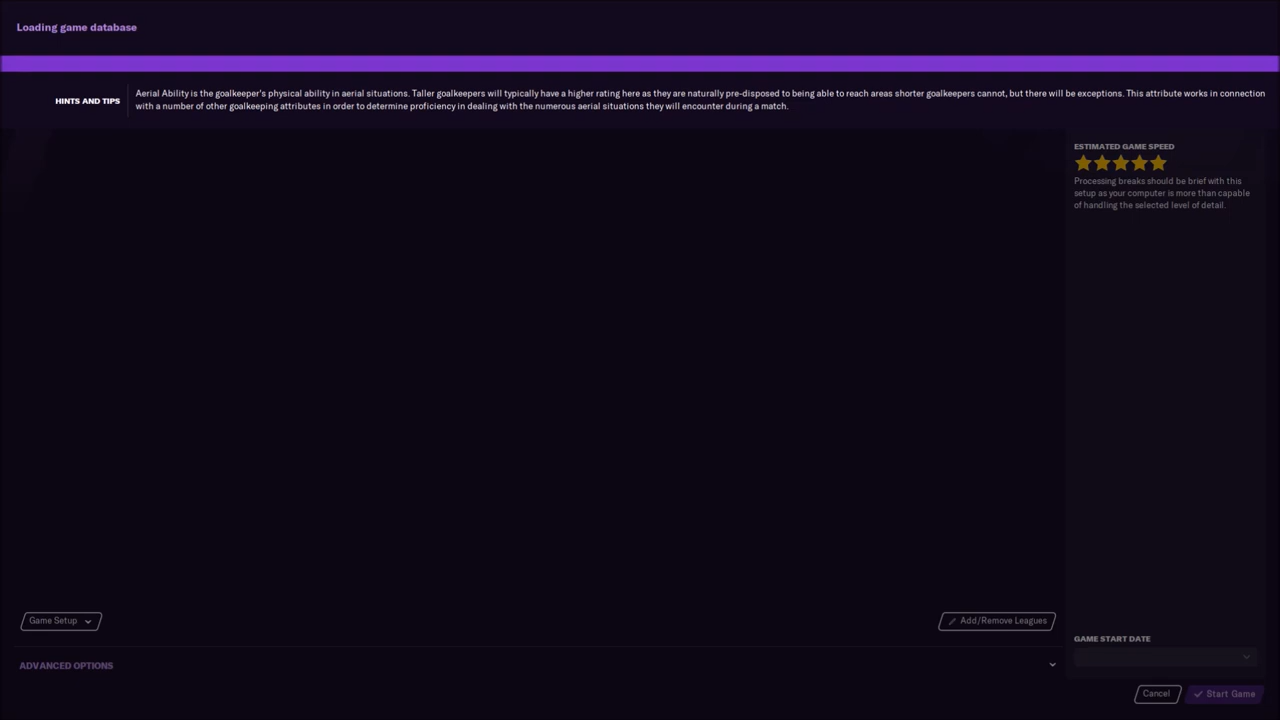 Loading game database
HINTS AND TIPS
Aerial Ability is the goalkeeper's physical ability in aerial situations. Taller goalkeepers will typically have a higher rating here as they are naturally pre-disposed to being able to reach areas shorter goalkeepers cannot, but there will be exceptions. This attribute works in connection
with a number of other goalkeeping attributes in order to determine proficiency in dealing with the numerous aerial situations they will encounter during a match.
ESTIMATED GAME SPEED
Processing breaks should be brief with this
setup as your computer is more than capable
of handling the selected level of detail.
Game Setup
Add/Remove Leagues
GAME START DATE
ADVANCED OPTIONS
Cancel
Start Game